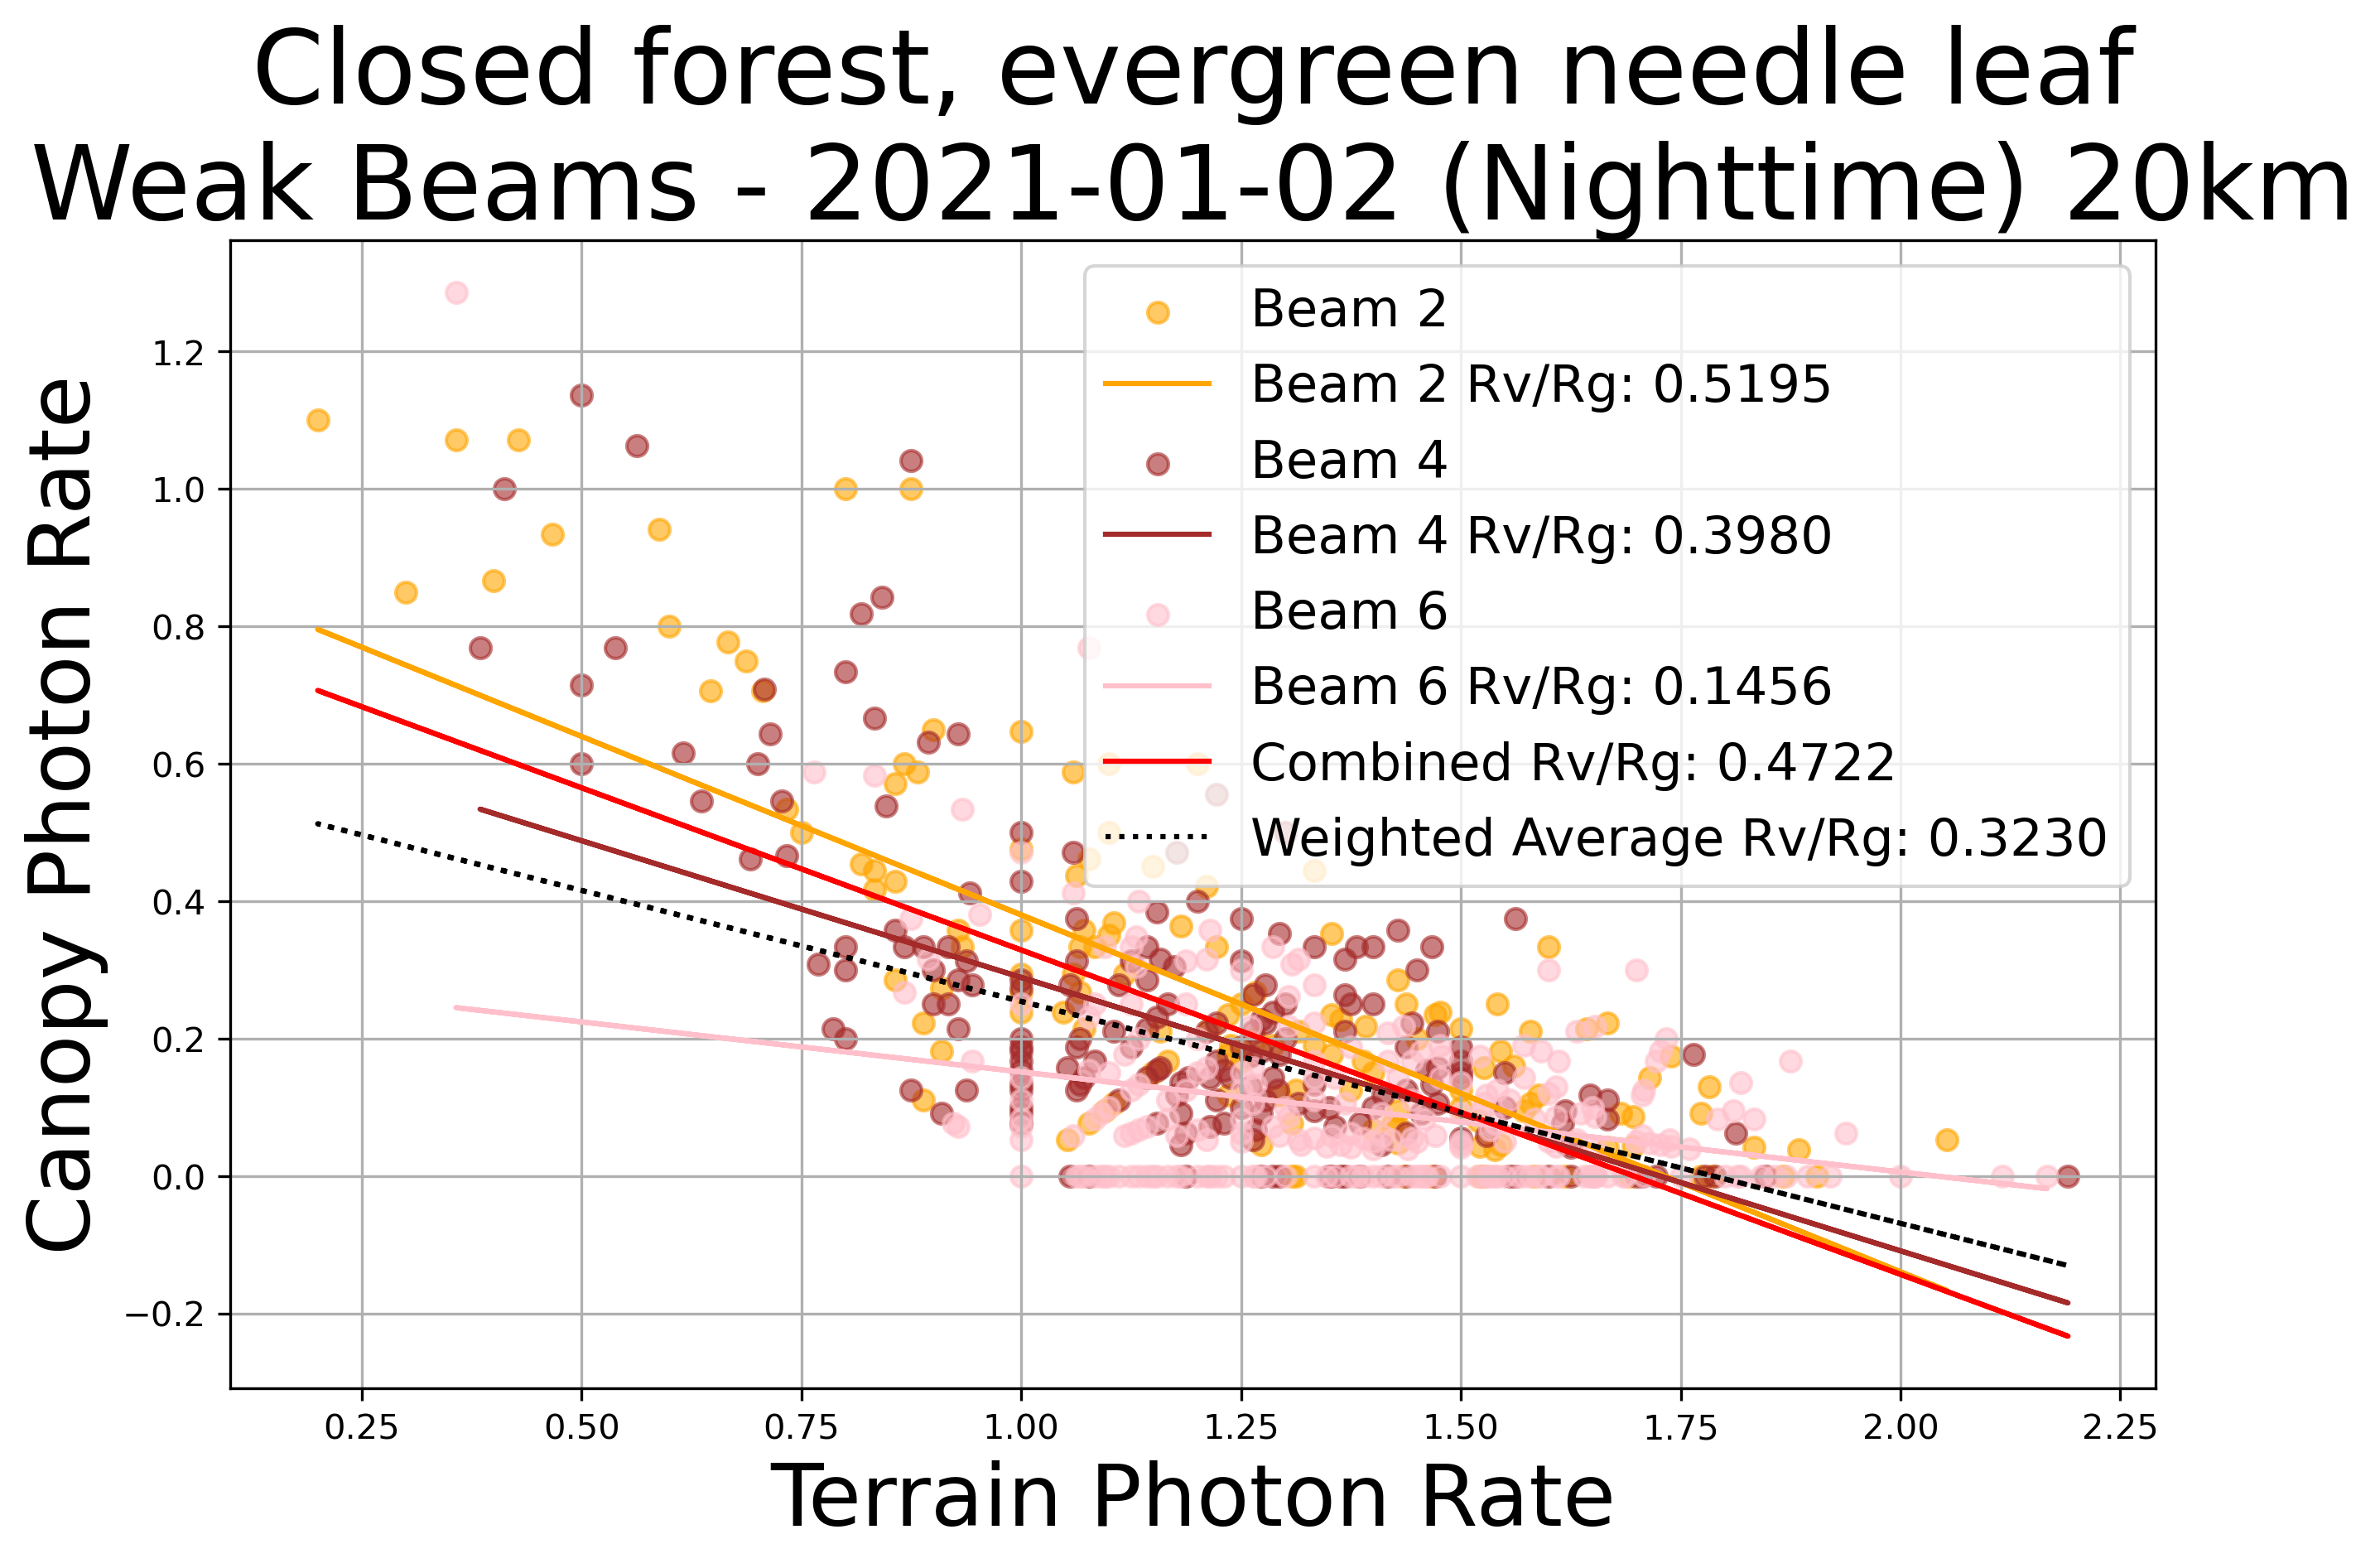 Closed forest, evergreen needle leaf
Weak Beams - 2021-01-02 (Nighttime) 20km
Canopy Photon Rate
1.2
1.0
0.8
0.6
0.4
0.2
0.0
−0.2
Beam 2
Beam 2 Rv/Rg: 0.5195
Beam 4
Beam 4 Rv/Rg: 0.3980
Beam 6
Beam 6 Rv/Rg: 0.1456
Combined Rv/Rg: 0.4722
Weighted Average Rv/Rg: 0.3230
0.25 0.50 0.75 1.00 1.25 1.50 1.75 2.00 2.25
Terrain Photon Rate